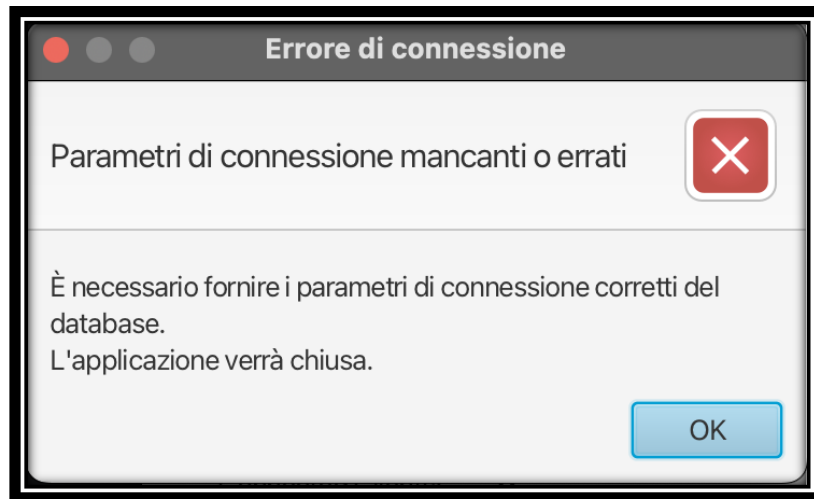 Errore di connessione
Parametri di connessione mancanti o errati
È necessario fornire i parametri di connessione corretti del
database.
L'applicazione verrà chiusa.
OK